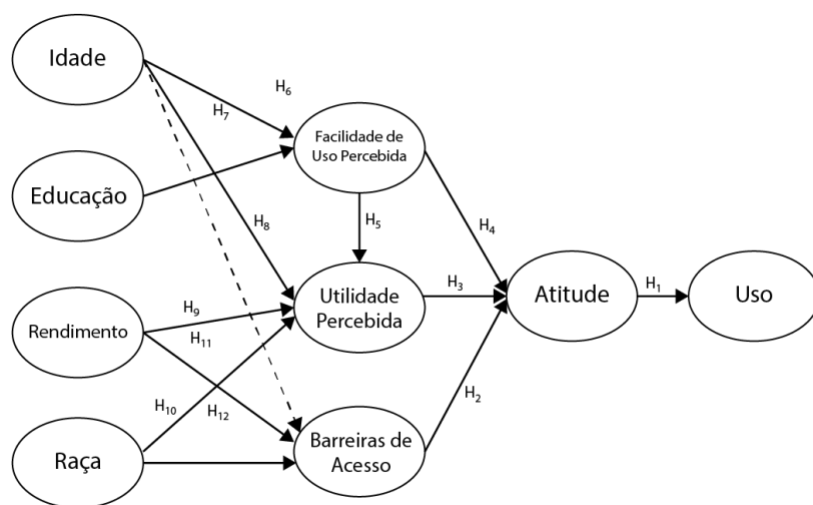 Idade
H6
H7
Facilidade de
Uso Percebida
Educação
H8
H5
H4
Utilidade
Percebida
H3
Atitude
H1
Uso
Rendimento
H9
H11
H10
H12
H2
Raça
Barreiras de
Acesso